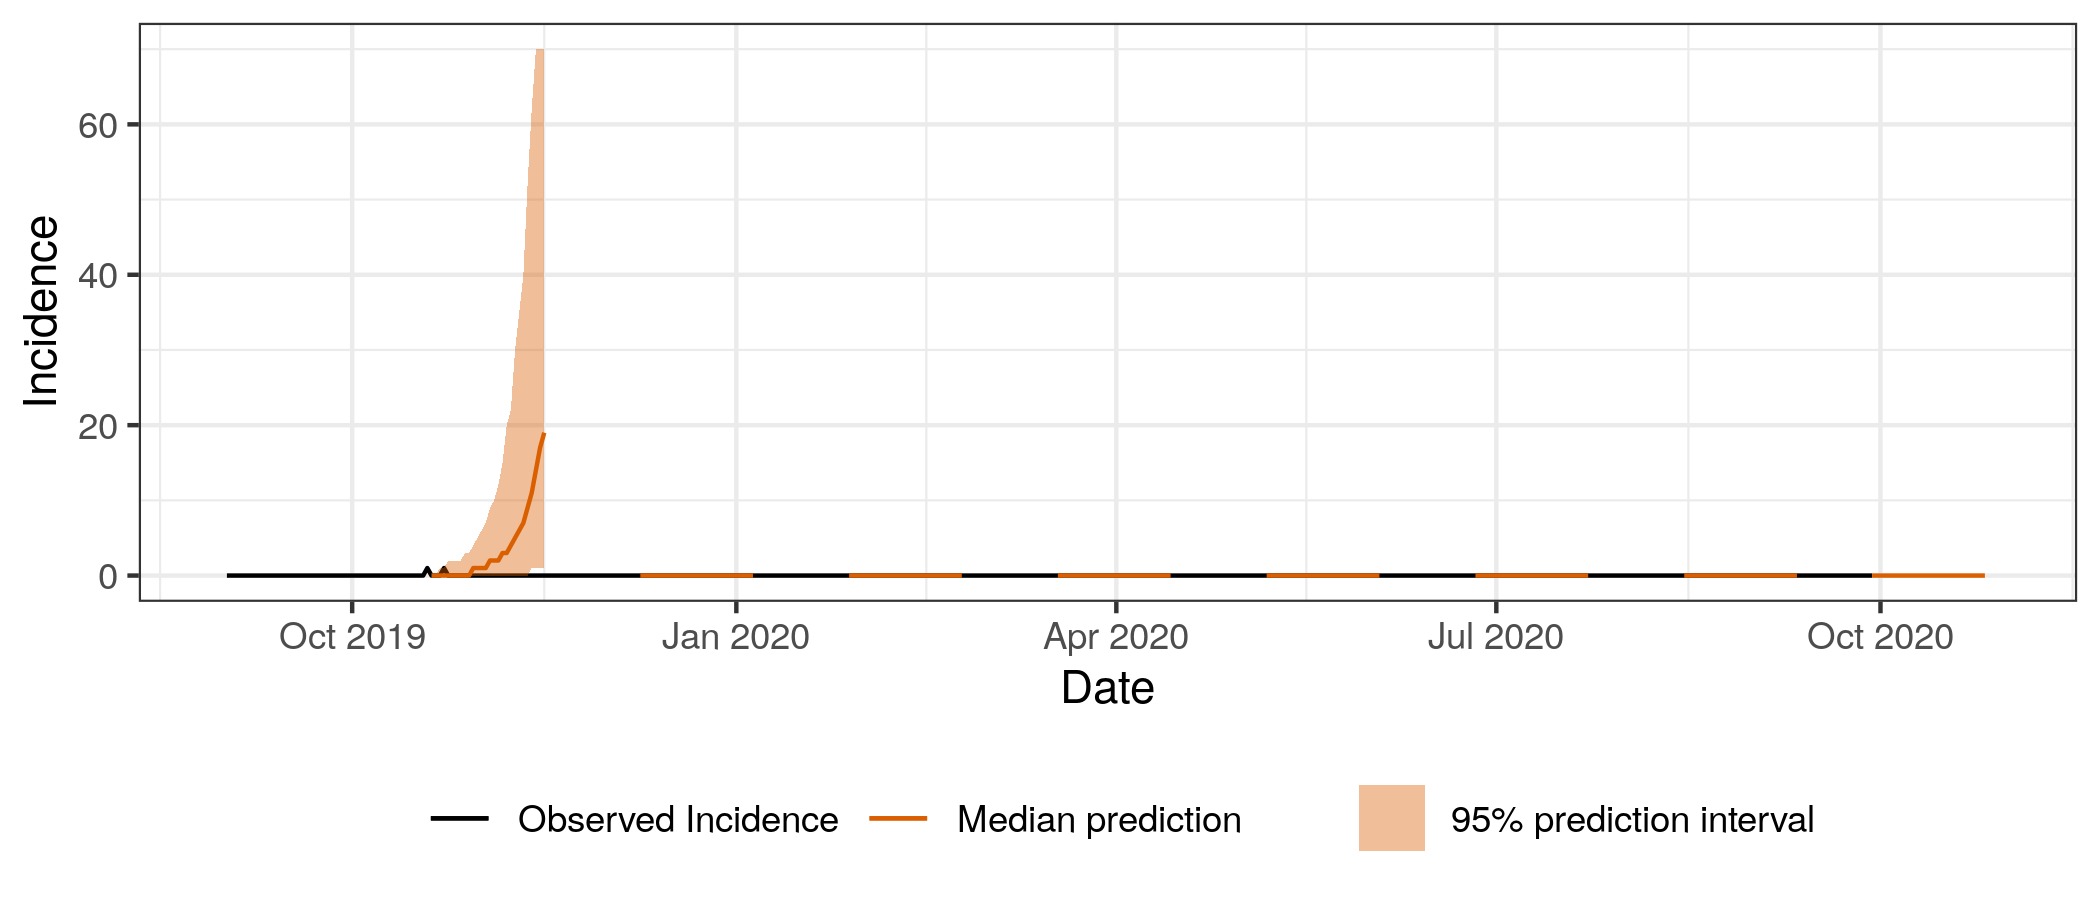 Incidence
60
40
20
0
Oct 2019 Jan 2020 Apr 2020 Jul 2020 Oct 2020
Date
Observed Incidence Median prediction 95% prediction interval